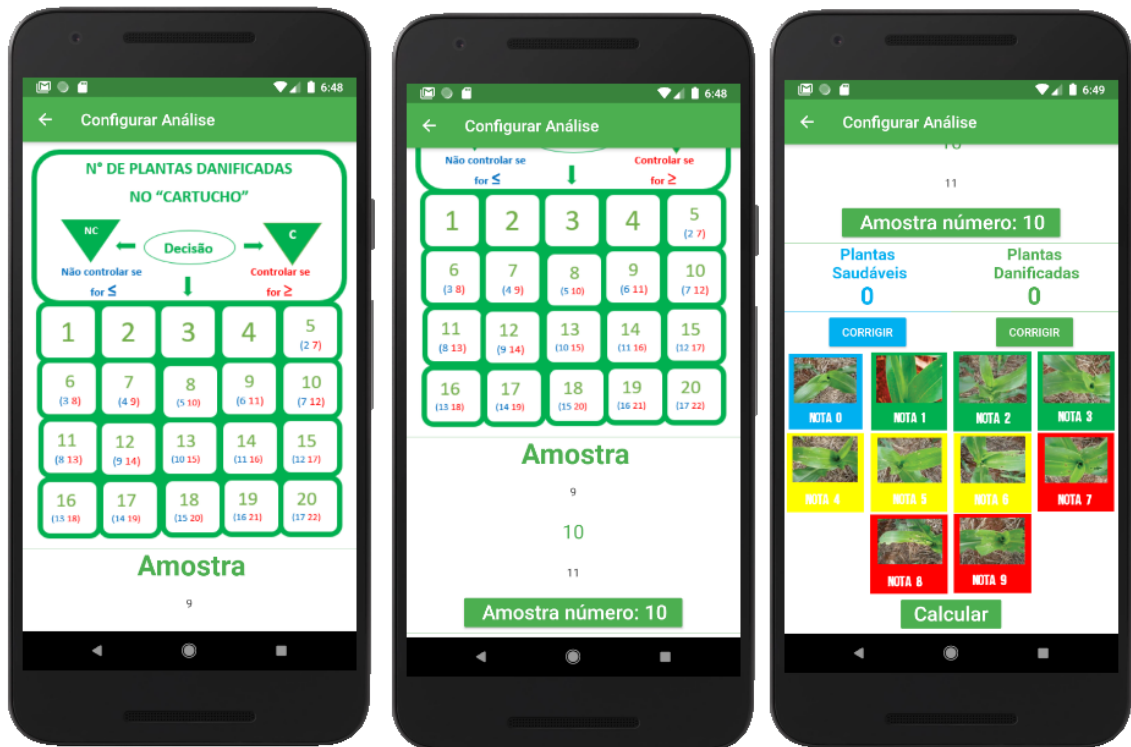 6:48
Configurar Análise
N° DE PLANTAS DANIFICADAS
NO “CARTUCHO”
NC
Decisão
C
Não controlar se
for ≤
Controlar se
for ≥
1 2 3 4 5
(2 7)
6 7 8 9 10
(3 8) (4 9) (5 10) (6 11) (7 12)
11 12 13 14 15
(8 13) (9 14) (10 15) (11 16) (12 17)
16 17 18 19 20
(13 18) (14 19) (15 20) (16 21) (17 22)
Amostra
9
6:48
Configurar Análise
Não controlar se
for ≤
Controlar se
for ≥
1 2 3 4 5
(2 7)
6 7 8 9 10
(3 8) (4 9) (5 10) (6 11) (7 12)
11 12 13 14 15
(8 13) (9 14) (10 15) (11 16) (12 17)
16 17 18 19 20
(13 18) (14 19) (15 20) (16 21) (17 22)
Amostra
9
10
11
Amostra número: 10
6:49
Configurar Análise
10
11
Amostra número: 10
Plantas
Saudáveis
0
Plantas
Danificadas
0
CORRIGIR CORRIGIR
NOTA 0 NOTA 1 NOTA 2 NOTA 3
NOTA 4 NOTA 5 NOTA 6 NOTA 7
NOTA 8 NOTA 9
Calcular